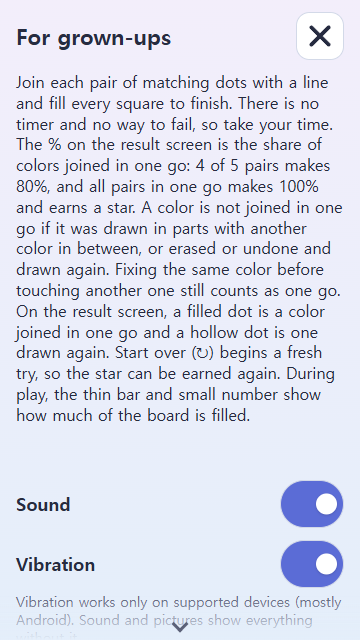 For grown-ups
Join each pair of matching dots with a line
and fill every square to finish. There is no
timer and no way to fail, so take your time.
The % on the result screen is the share of
colors joined in one go: 4 of 5 pairs makes
80%, and all pairs in one go makes 100%
and earns a star. A color is not joined in one
go if it was drawn in parts with another
color in between, or erased or undone and
drawn again. Fixing the same color before
touching another one still counts as one go.
On the result screen, a filled dot is a color
joined in one go and a hollow dot is one
drawn again. Start over (↻) begins a fresh
try, so the star can be earned again. During
play, the thin bar and small number show
how much of the board is filled.
Sound
Vibration
Vibration works only on supported devices (mostly
Android). Sound and pictures show everything
without it